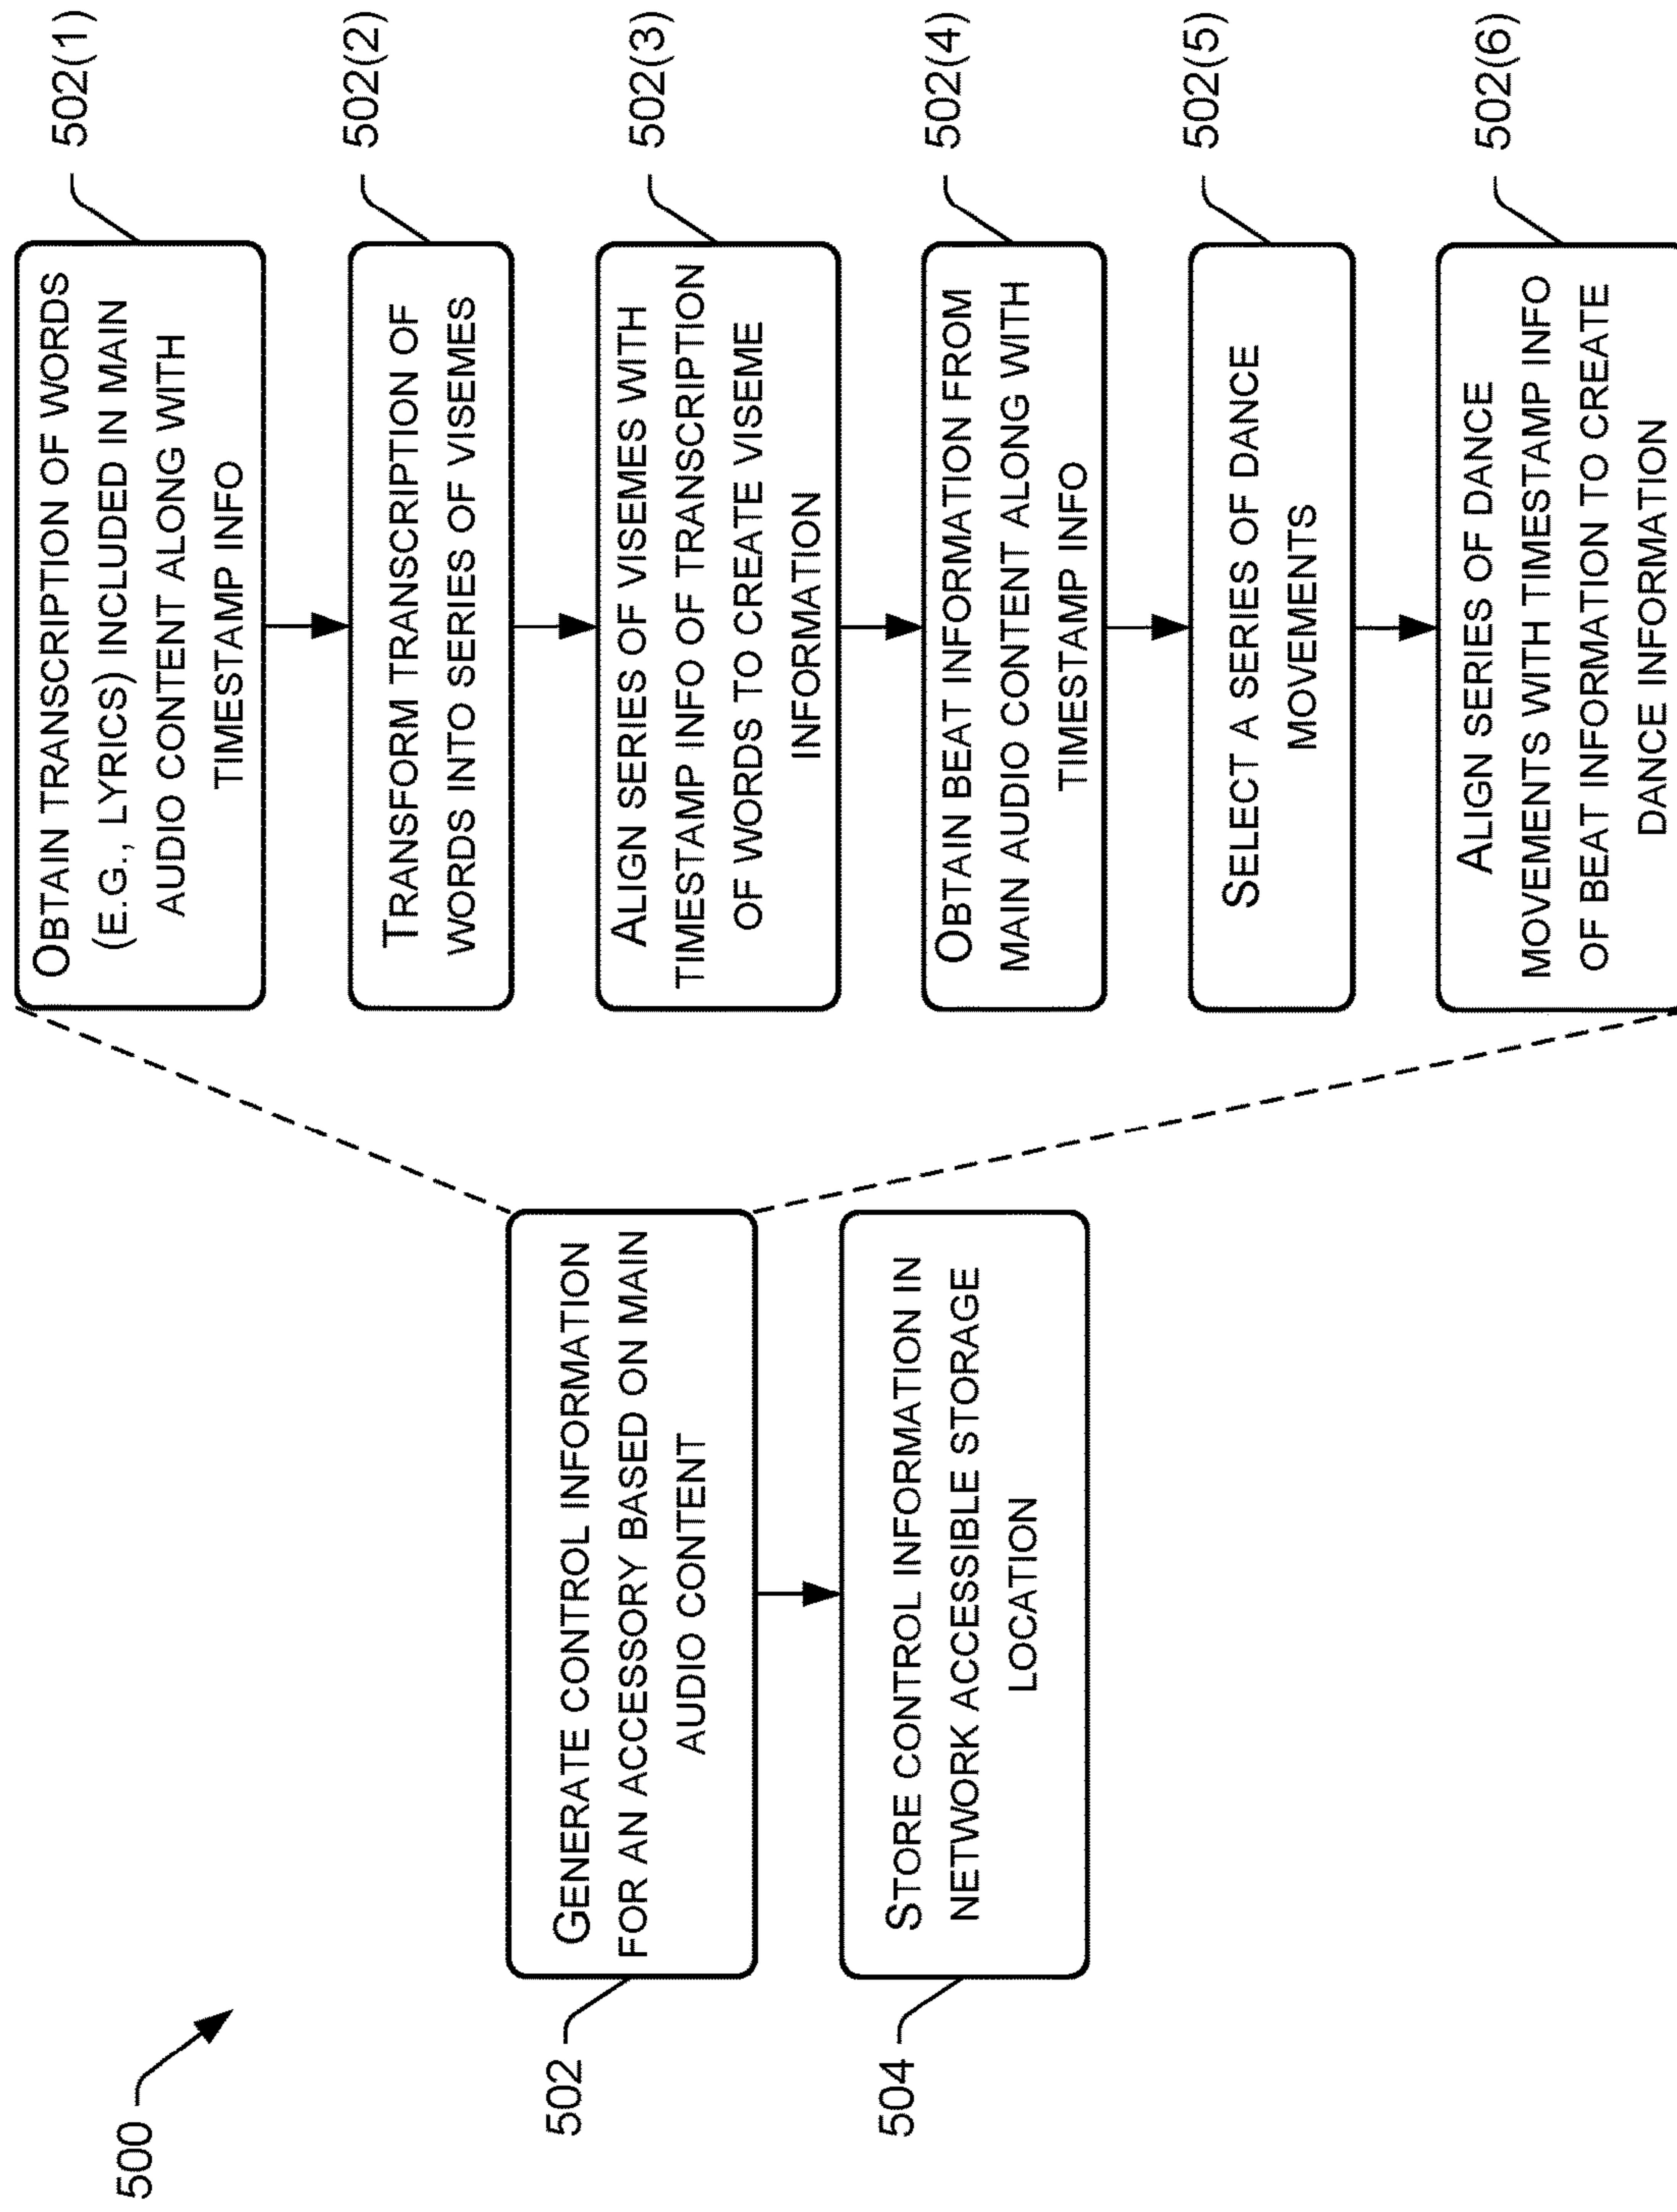 500
502
GENERATE CONTROL INFORMATION
FOR AN ACCESSORY BASED ON MAIN
AUDIO CONTENT
504
STORE CONTROL INFORMATION IN
NETWORK ACCESSIBLE STORAGE
LOCATION
OBTAIN TRANSCRIPTION OF WORDS
(E.G., LYRICS) INCLUDED IN MAIN
AUDIO CONTENT ALONG WITH
TIMESTAMP INFO
502(1)
TRANSFORM TRANSCRIPTION OF
WORDS INTO SERIES OF VISEMES
502(2)
ALIGN SERIES OF VISEMES WITH
TIMESTAMP INFO OF TRANSCRIPTION
OF WORDS TO CREATE VISEME
INFORMATION
502(3)
OBTAIN BEAT INFORMATION FROM
MAIN AUDIO CONTENT ALONG WITH
TIMESTAMP INFO
502(4)
SELECT A SERIES OF DANCE
MOVEMENTS
502(5)
ALIGN SERIES OF DANCE
MOVEMENTS WITH TIMESTAMP INFO
OF BEAT INFORMATION TO CREATE
DANCE INFORMATION
502(6)